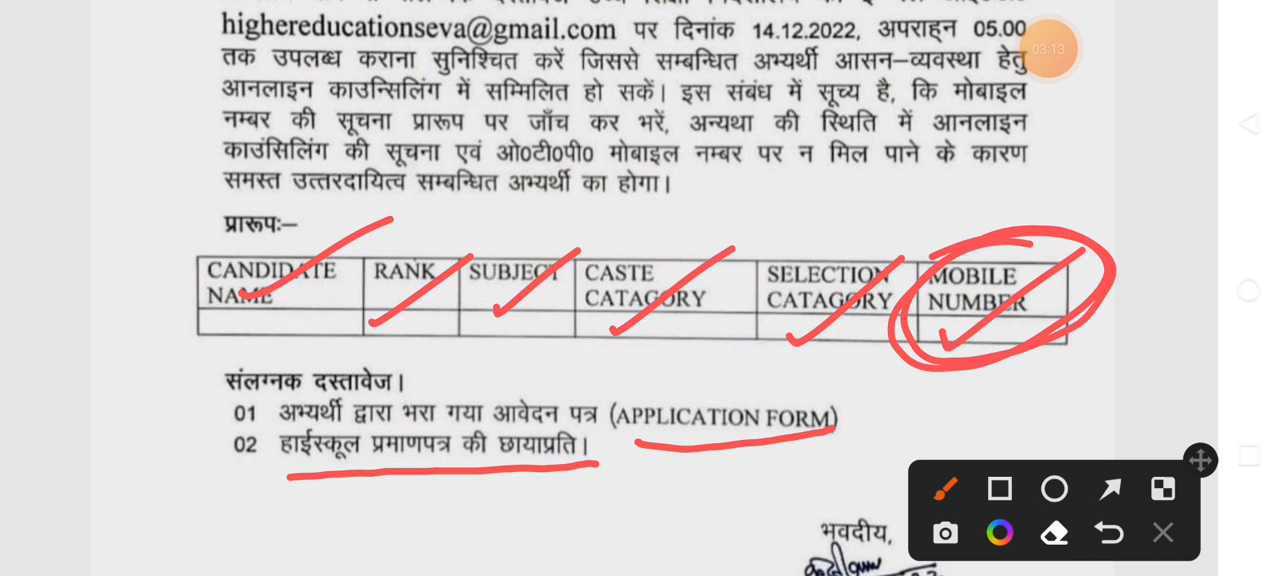 highereducationseva@gmail.com पर दिनांक 14.12.2022, अपराह्न 05.00
03:13
तक उपलब्ध कराना सुनिश्चित करें जिससे सम्बन्धित अभ्यर्थी आसन–व्यवस्था हेतु
आनलाइन काउन्सिलिंग में सम्मिलित हो सकें। इस संबंध में सूच्य है, कि मोबाइल
नम्बर की सूचना प्रारूप पर जाँच कर भरें, अन्यथा की स्थिति में आनलाइन
काउंसिलिंग की सूचना एवं ओ0टी0पी0 मोबाइल नम्बर पर न मिल पाने के कारण
समस्त उत्तरदायित्व सम्बन्धित अभ्यर्थी का होगा।
प्रारूपः–
CANDIDATE NAME RANK SUBJECT CASTE CATAGORY SELECTION CATAGORY MOBILE NUMBER
संलग्नक दस्तावेज।
01 अभ्यर्थी द्वारा भरा गया आवेदन पत्र (APPLICATION FORM)
02 हाईस्कूल प्रमाणपत्र की छायाप्रति।
भवदीय,